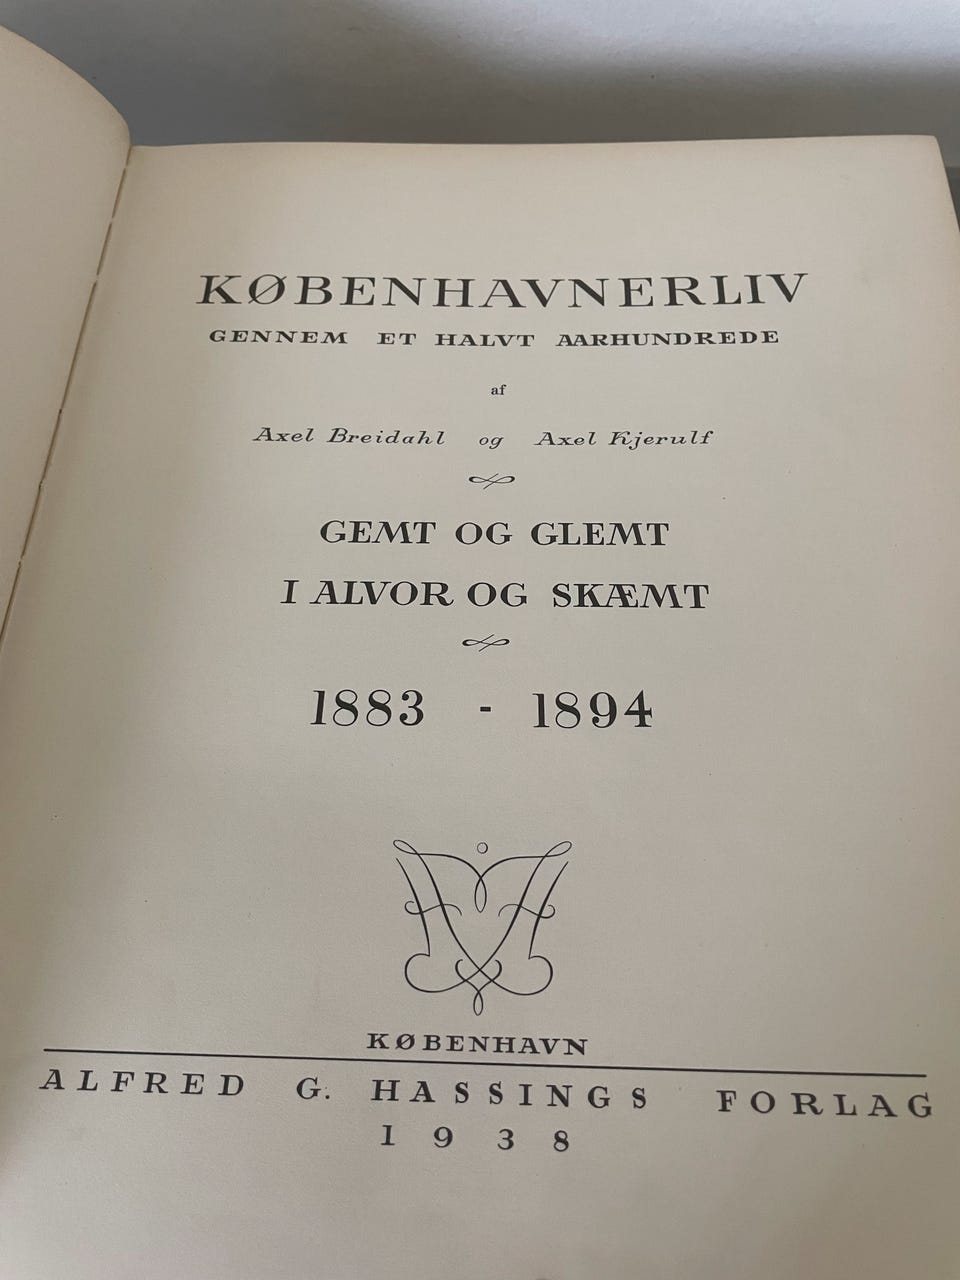 KØBENHAVNERLIV
GENNEM ET HALVT AARHUNDREDE
af
Axel Breidahl og Axel Kjerulf
GEMT OG GLEMT
I ALVOR OG SKÆMT
1883 - 1894
KØBENHAVN
ALFRED G. HASSINGS FORLAG
1938